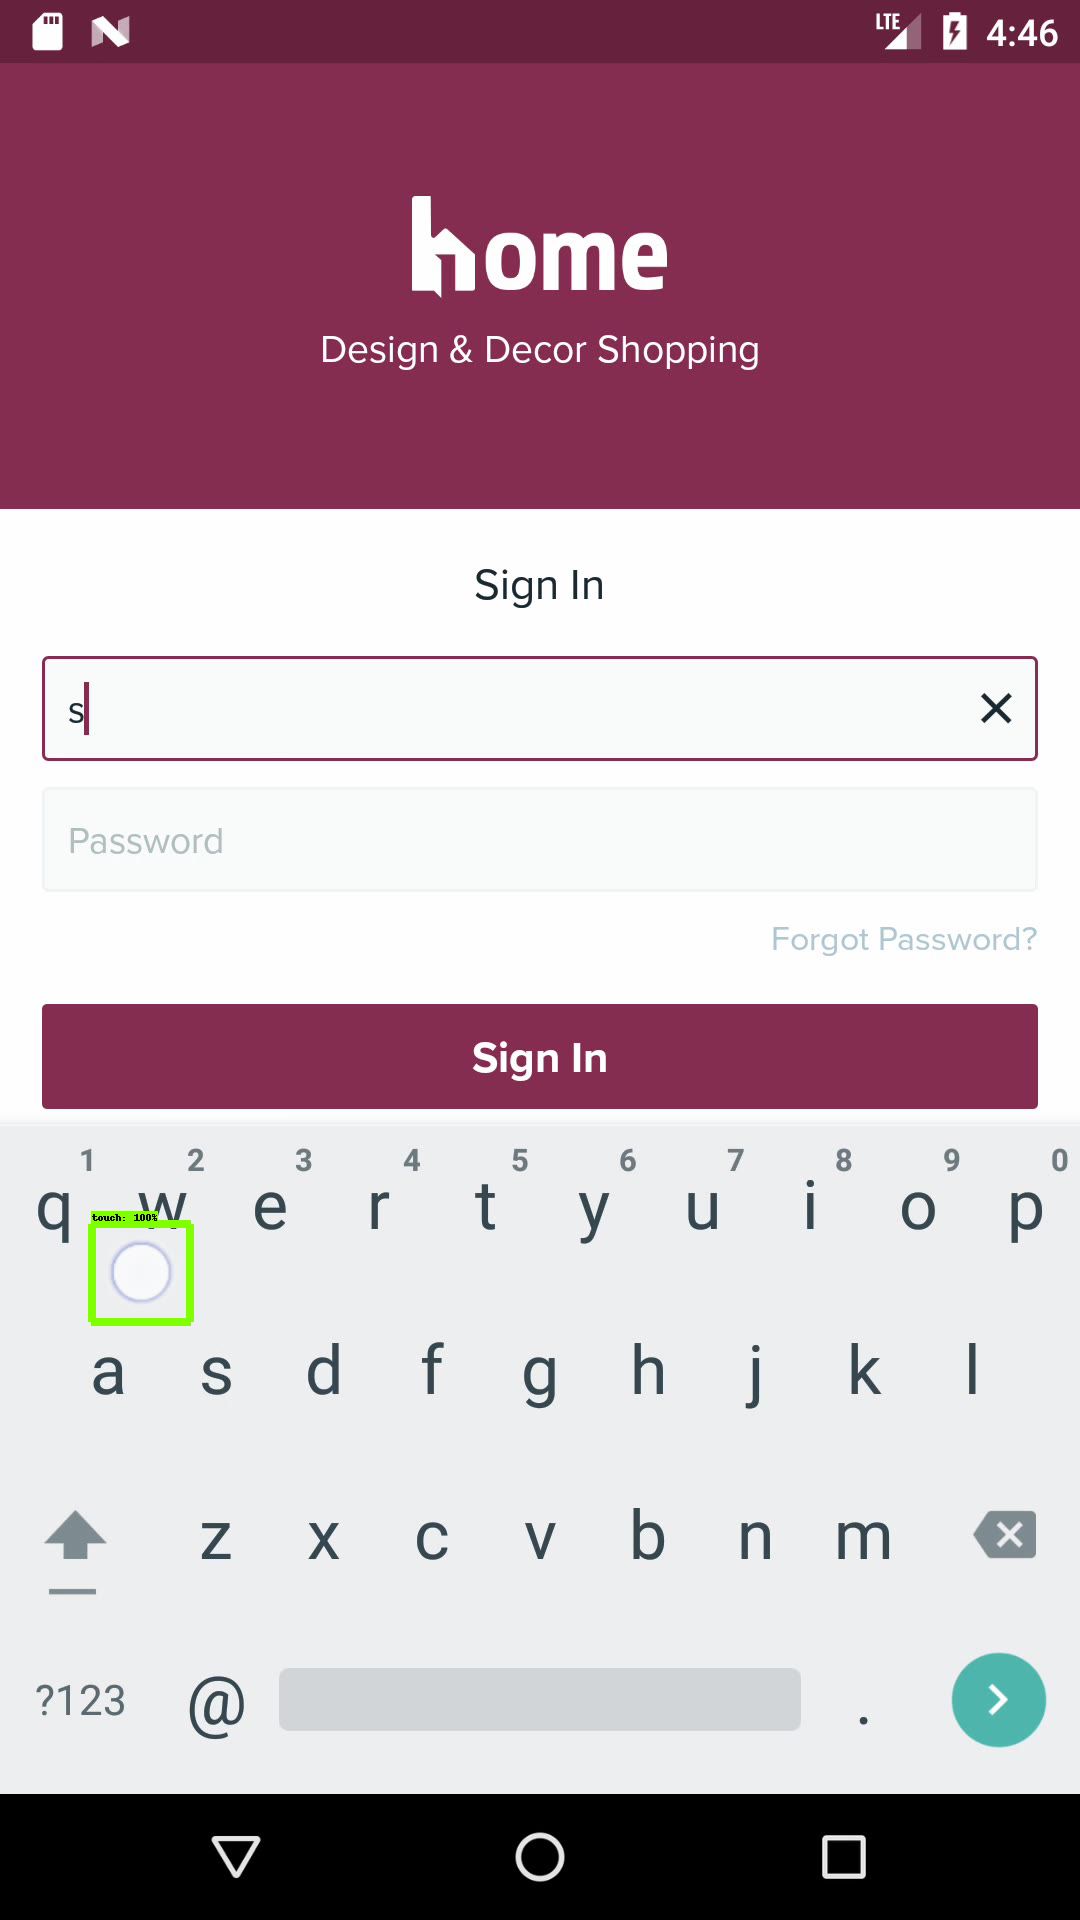 LTE 4:46
home
Design & Decor Shopping
Sign In
s
Password
Forgot Password?
Sign In
1 2 3 4 5 6 7 8 9 0
q w e r t y u i o p
touch: 100%
a s d f g h j k l
z x c v b n m
?123 @ .